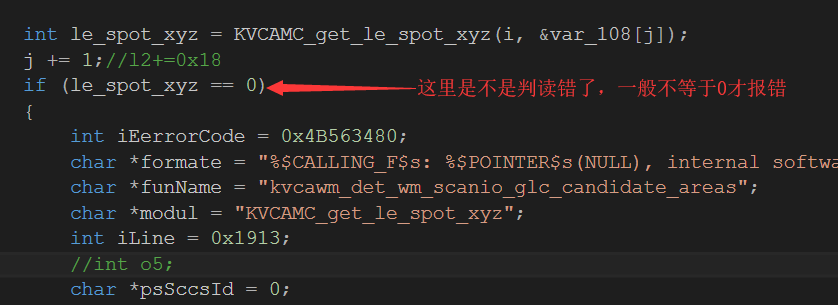 int le_spot_xyz = KVCAMC_get_le_spot_xyz(i, &var_108[j]);
j += 1;//l2+=0x18
if (le_spot_xyz == 0) 这里是不是判读错了，一般不等于0才报错
{
int iEerrorCode = 0x4B563480;
char *formate = "%$CALLING_F$s: %$POINTER$s(NULL), internal softwa
char *funName = "kvcawm_det_wm_scanio_glc_candidate_areas";
char *modul = "KVCAMC_get_le_spot_xyz";
int iLine = 0x1913;
//int o5;
char *psSccsId = 0;